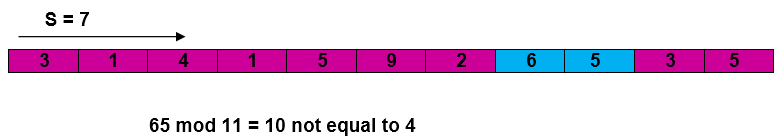 S = 7
3 1 4 1 5 9 2 6 5 3 5
65 mod 11 = 10 not equal to 4